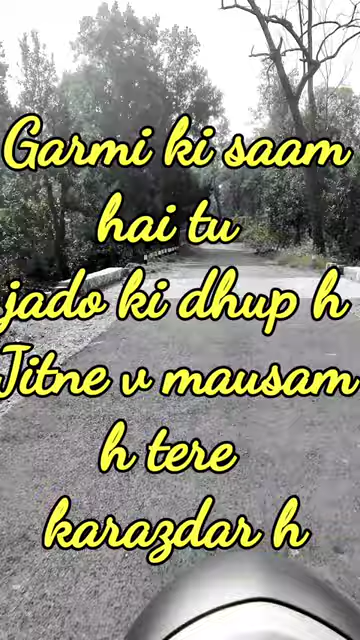 Garmi ki saam
hai tu
jado ki dhup h
Jitne v mausam
h tere
karazdar h